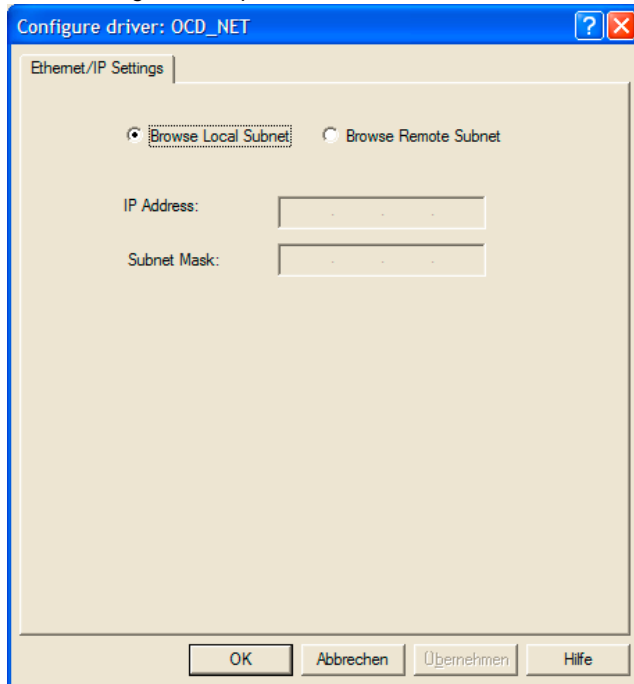 Configure driver: OCD_NET
Ethernet/IP Settings
Browse Local Subnet Browse Remote Subnet
IP Address: . . .
Subnet Mask: . . .
OK Abbrechen Übernehmen Hilfe